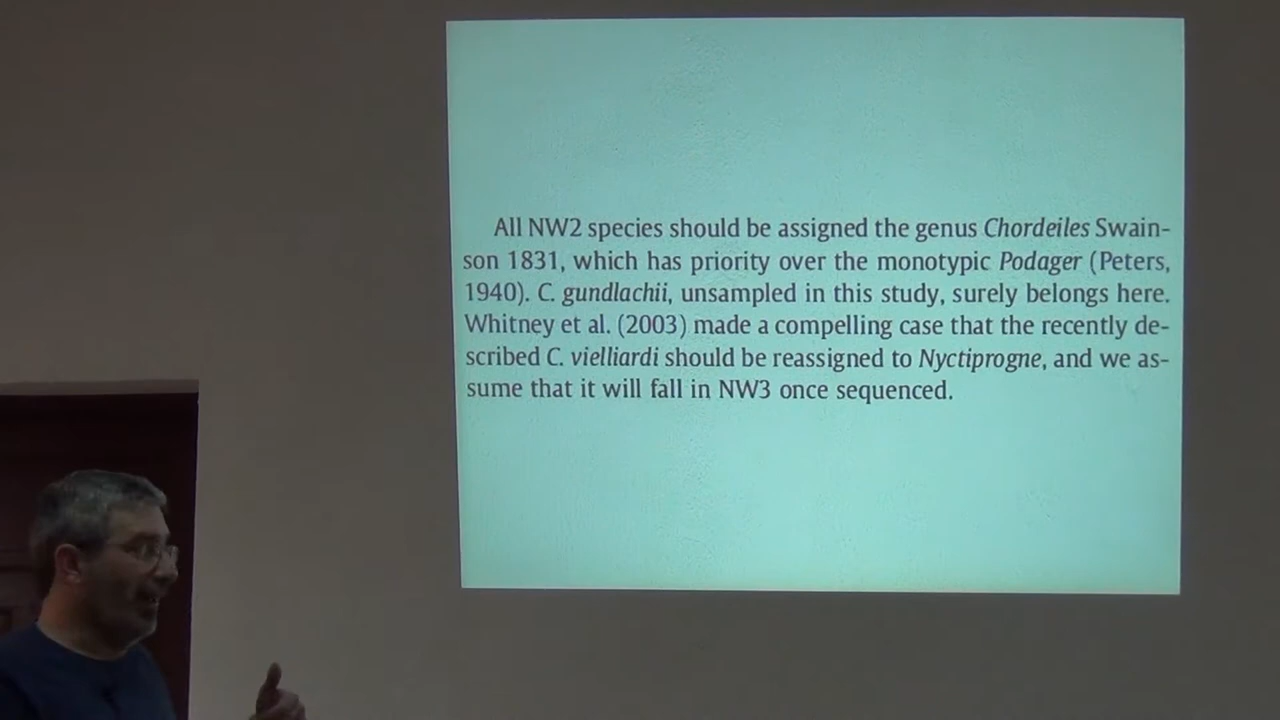 All NW2 species should be assigned the genus Chordeiles Swain-
son 1831, which has priority over the monotypic Podager (Peters,
1940). C. gundlachii, unsampled in this study, surely belongs here.
Whitney et al. (2003) made a compelling case that the recently de-
scribed C. vielliardi should be reassigned to Nyctiprogne, and we as-
sume that it will fall in NW3 once sequenced.